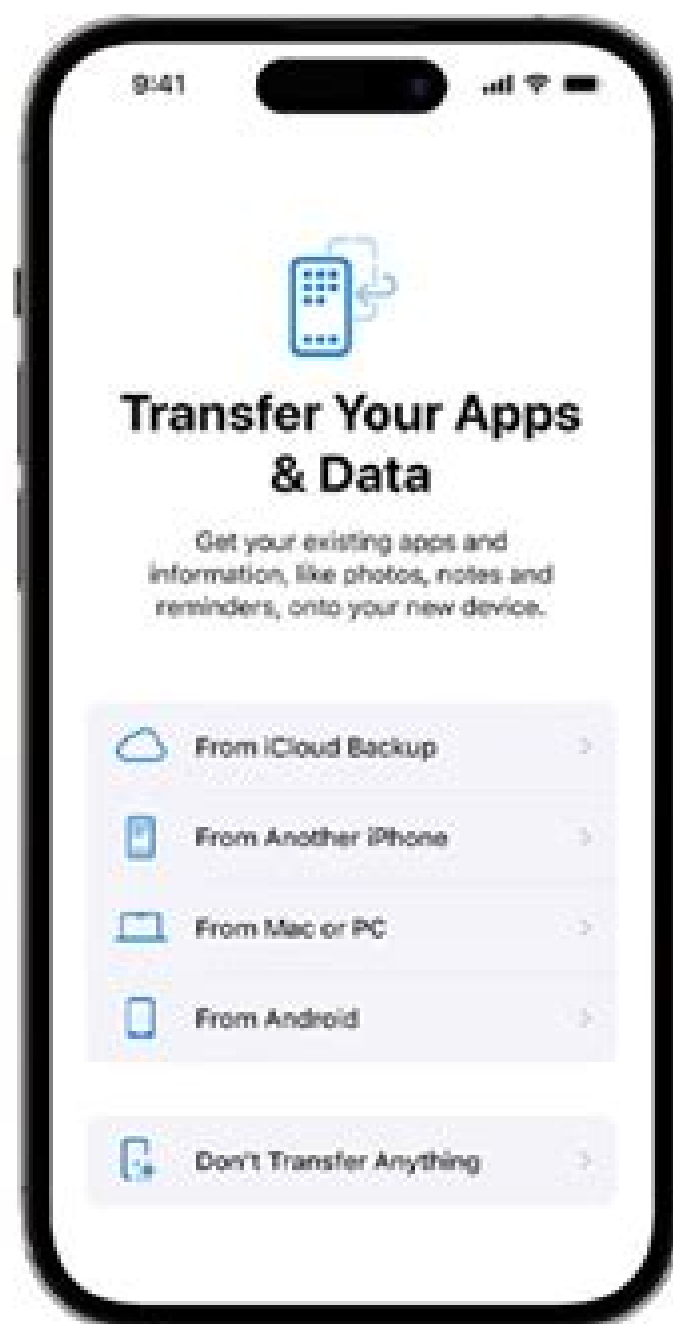 9:41
Transfer Your Apps
& Data
Get your existing apps and
information, like photos, notes and
reminders, onto your new device.
From iCloud Backup
From Another iPhone
From Mac or PC
From Android
Don't Transfer Anything